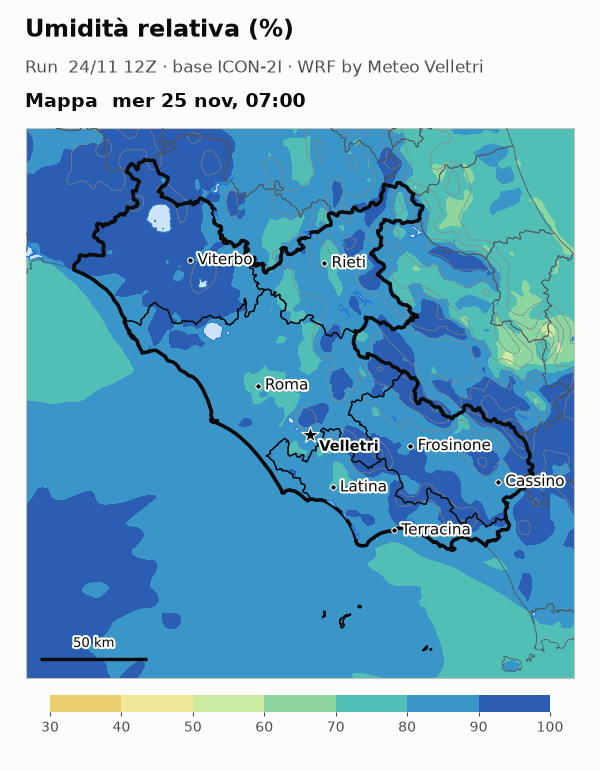 Umidità relativa (%)
Run  24/11 12Z · base ICON-2I · WRF by Meteo Velletri
Mappa  mer 25 nov, 07:00
Viterbo
Rieti
Roma
Velletri
Frosinone
Cassino
Latina
Terracina
50 km
30 40 50 60 70 80 90 100